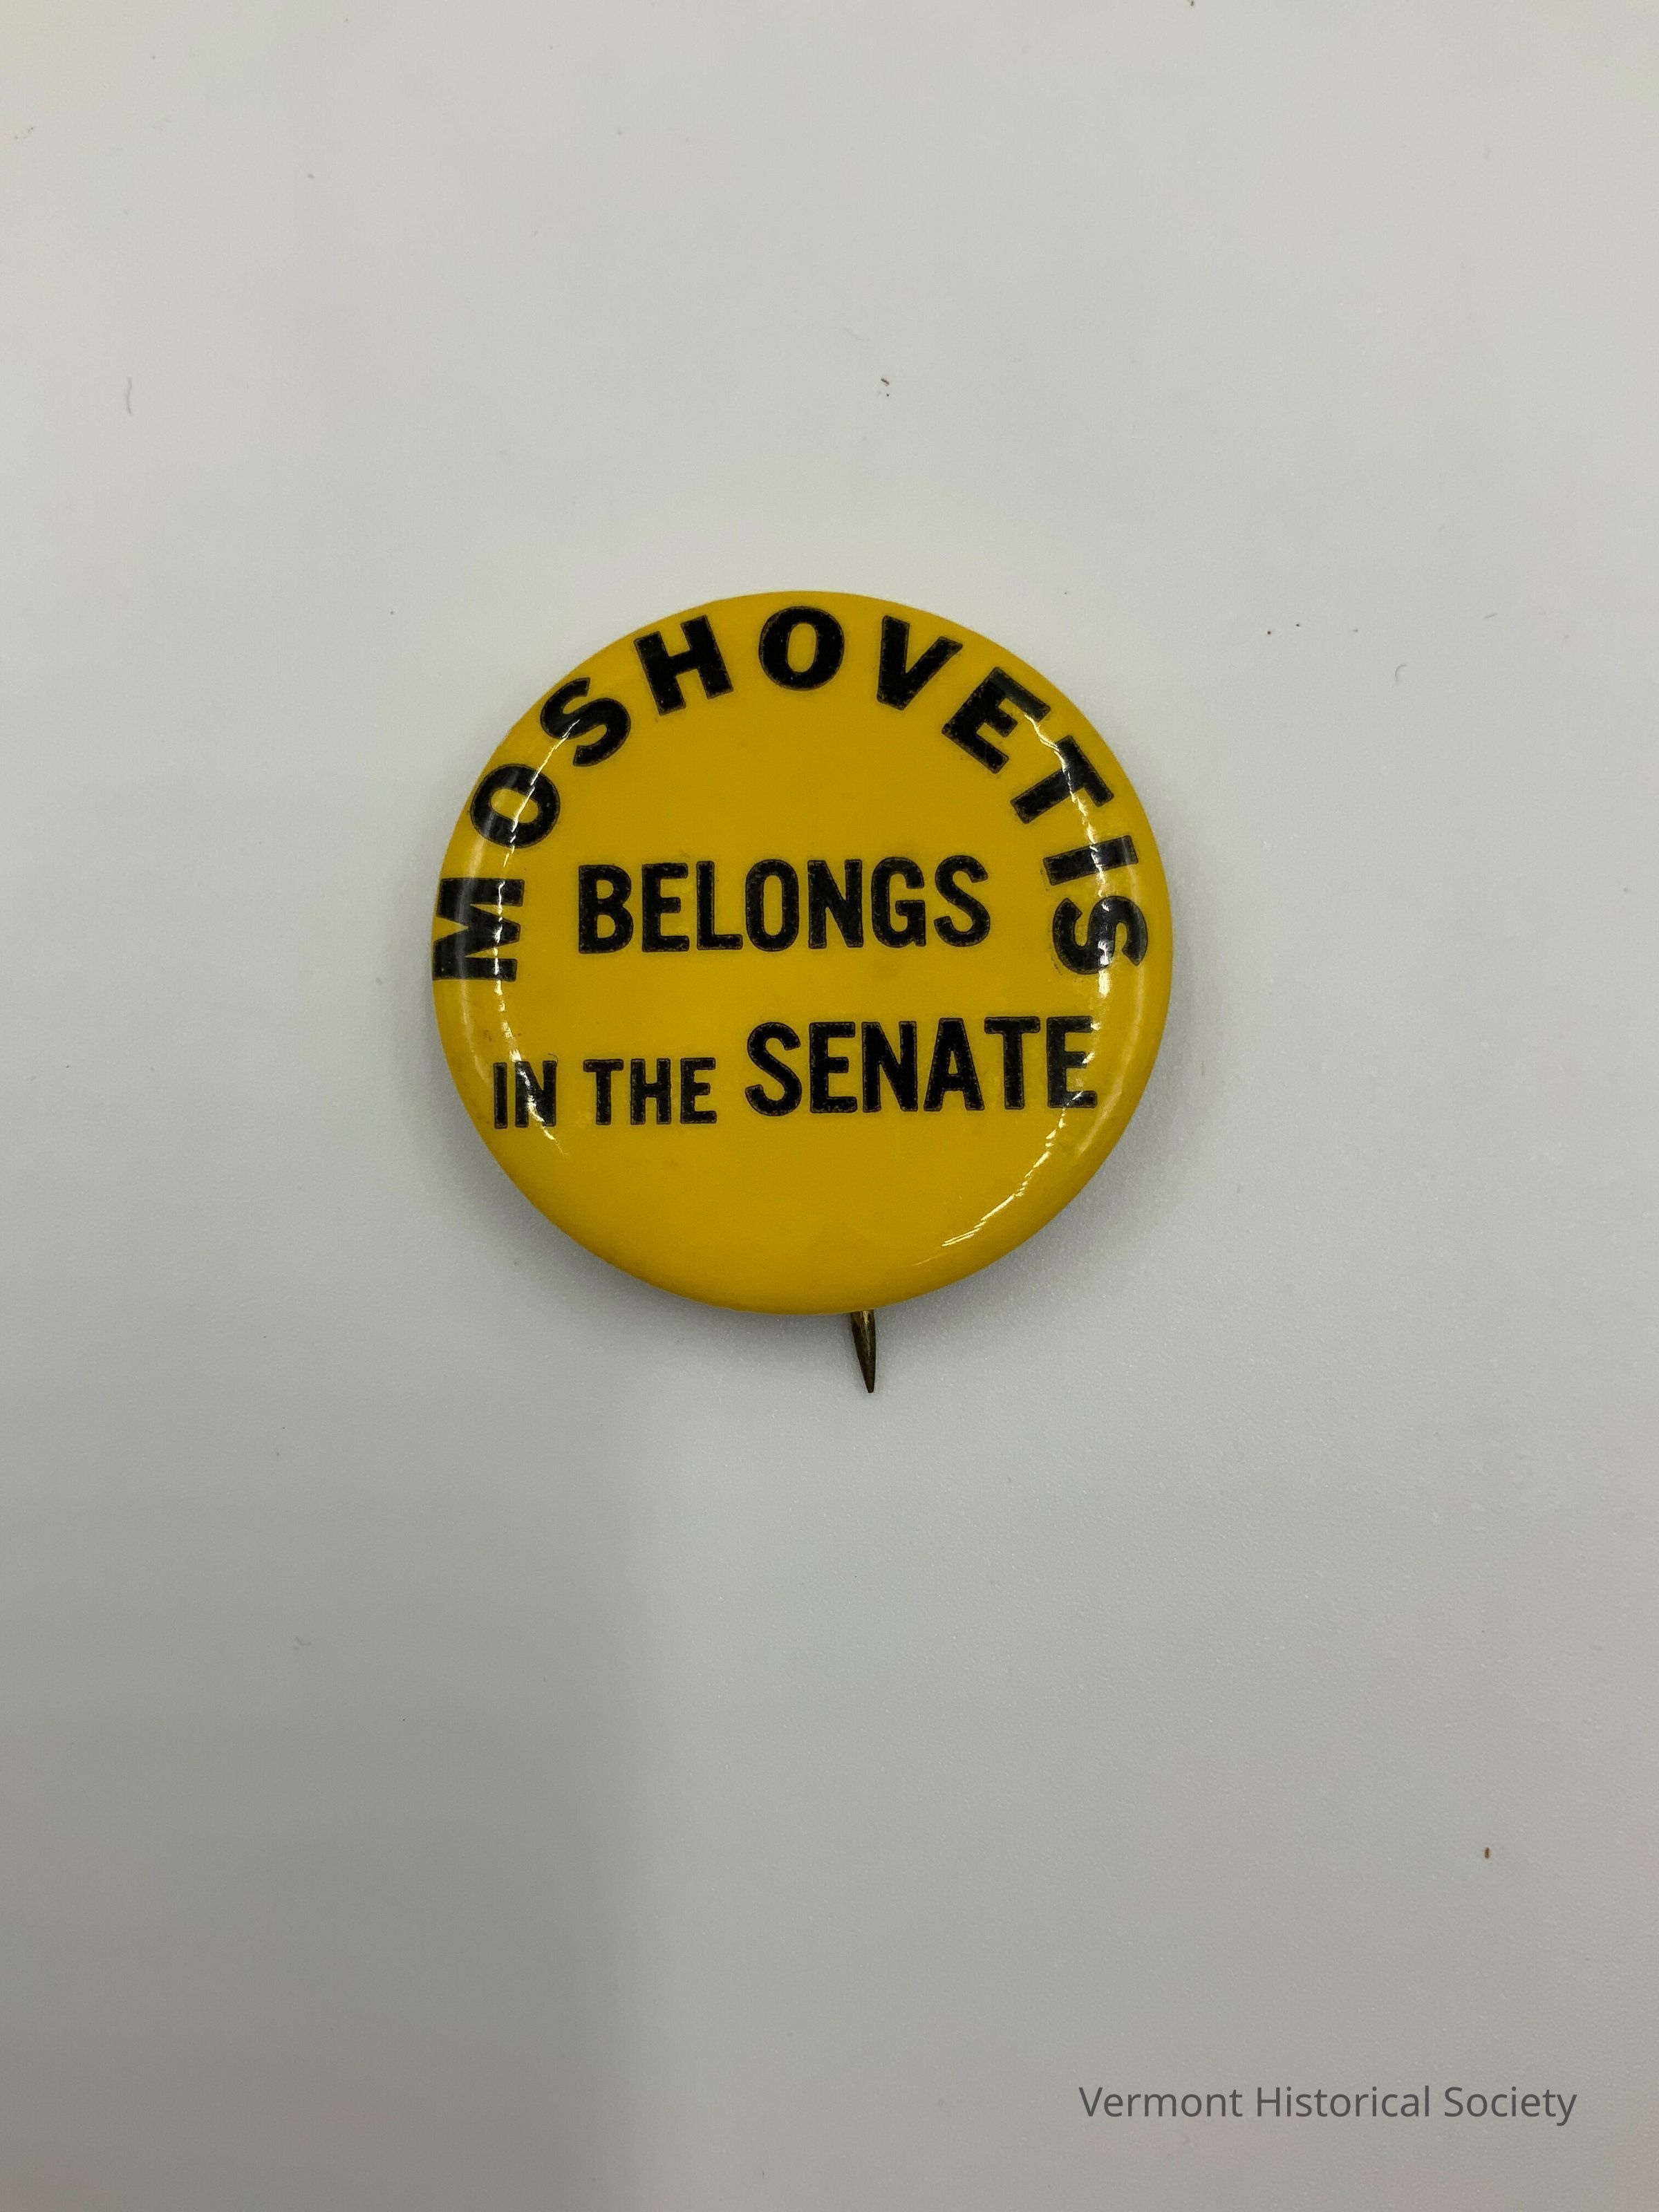 MOSHOVETIS
BELONGS
IN THE SENATE
Vermont Historical Society